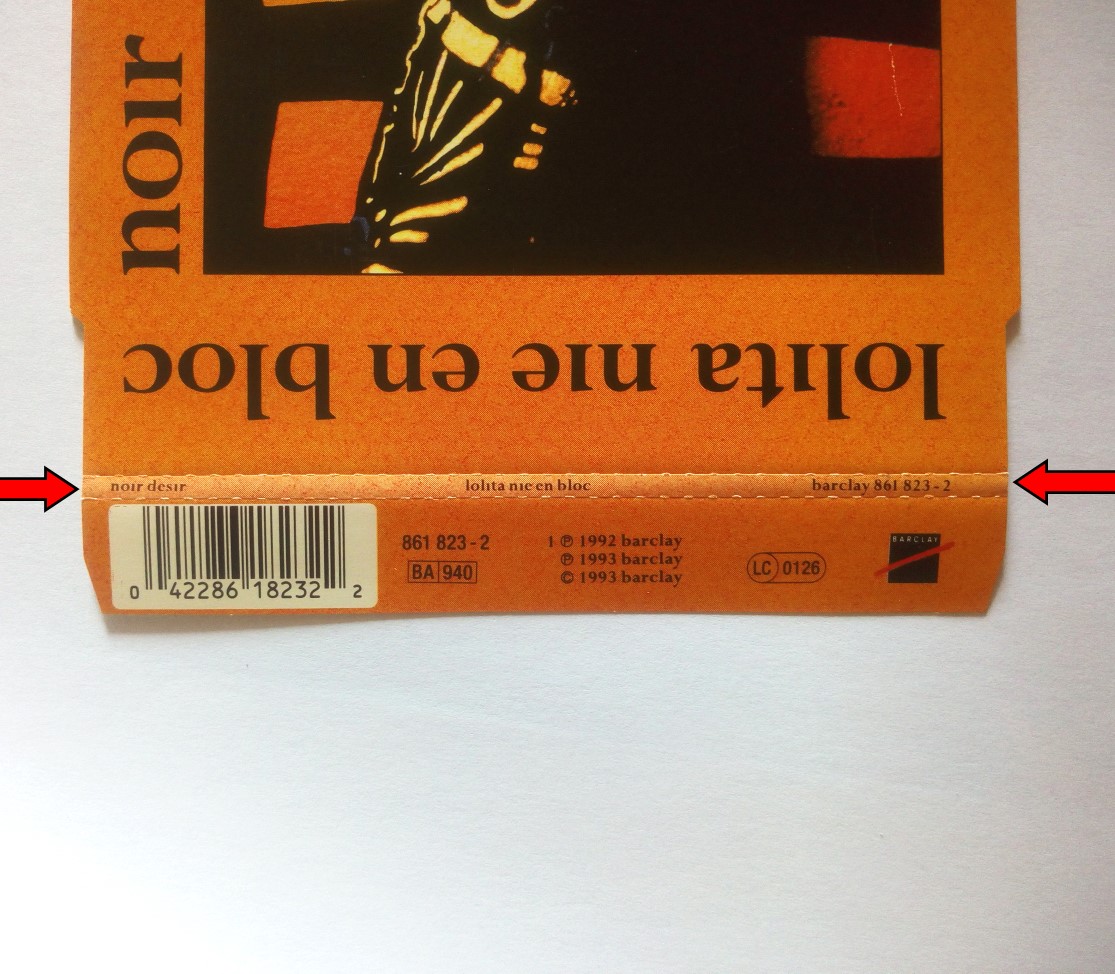 noir
lolita nie en bloc
noir desir lolita nie en bloc barclay 861 823-2
0 42286 18232 2
861 823-2
BA 940
1 ℗ 1992 barclay
℗ 1993 barclay
© 1993 barclay
LC 0126
BARCLAY